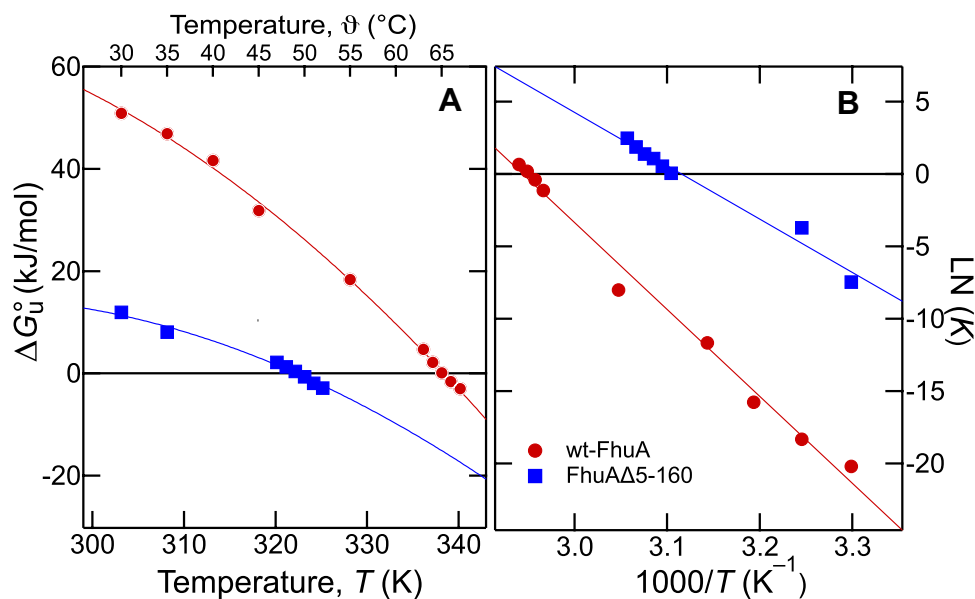 Temperature, ϑ (°C)
30 35 40 45 50 55 60 65
A
60
40
20
0
-20
ΔG°u (kJ/mol)
300 310 320 330 340
Temperature, T (K)
B
5
0
-5
-10
-15
-20
LN (K)
wt-FhuA
FhuAΔ5-160
3.0 3.1 3.2 3.3
1000/T (K⁻¹)